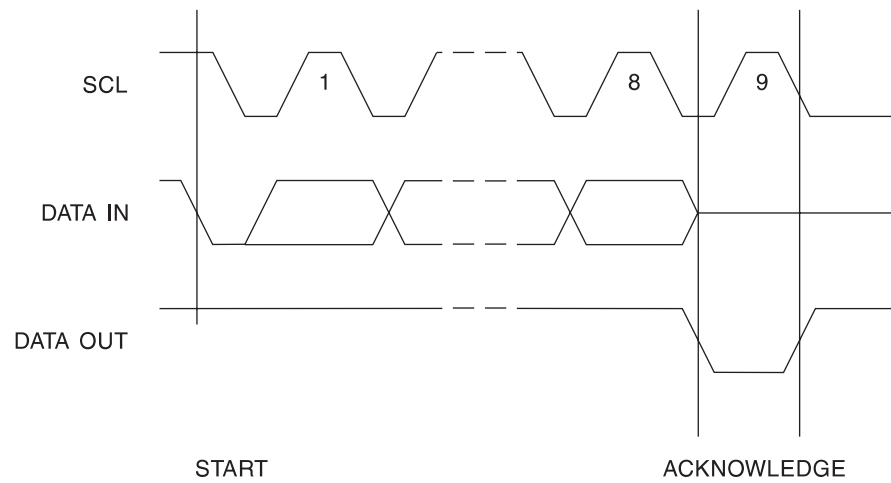 SCL
1
8
9
DATA IN
DATA OUT
START
ACKNOWLEDGE